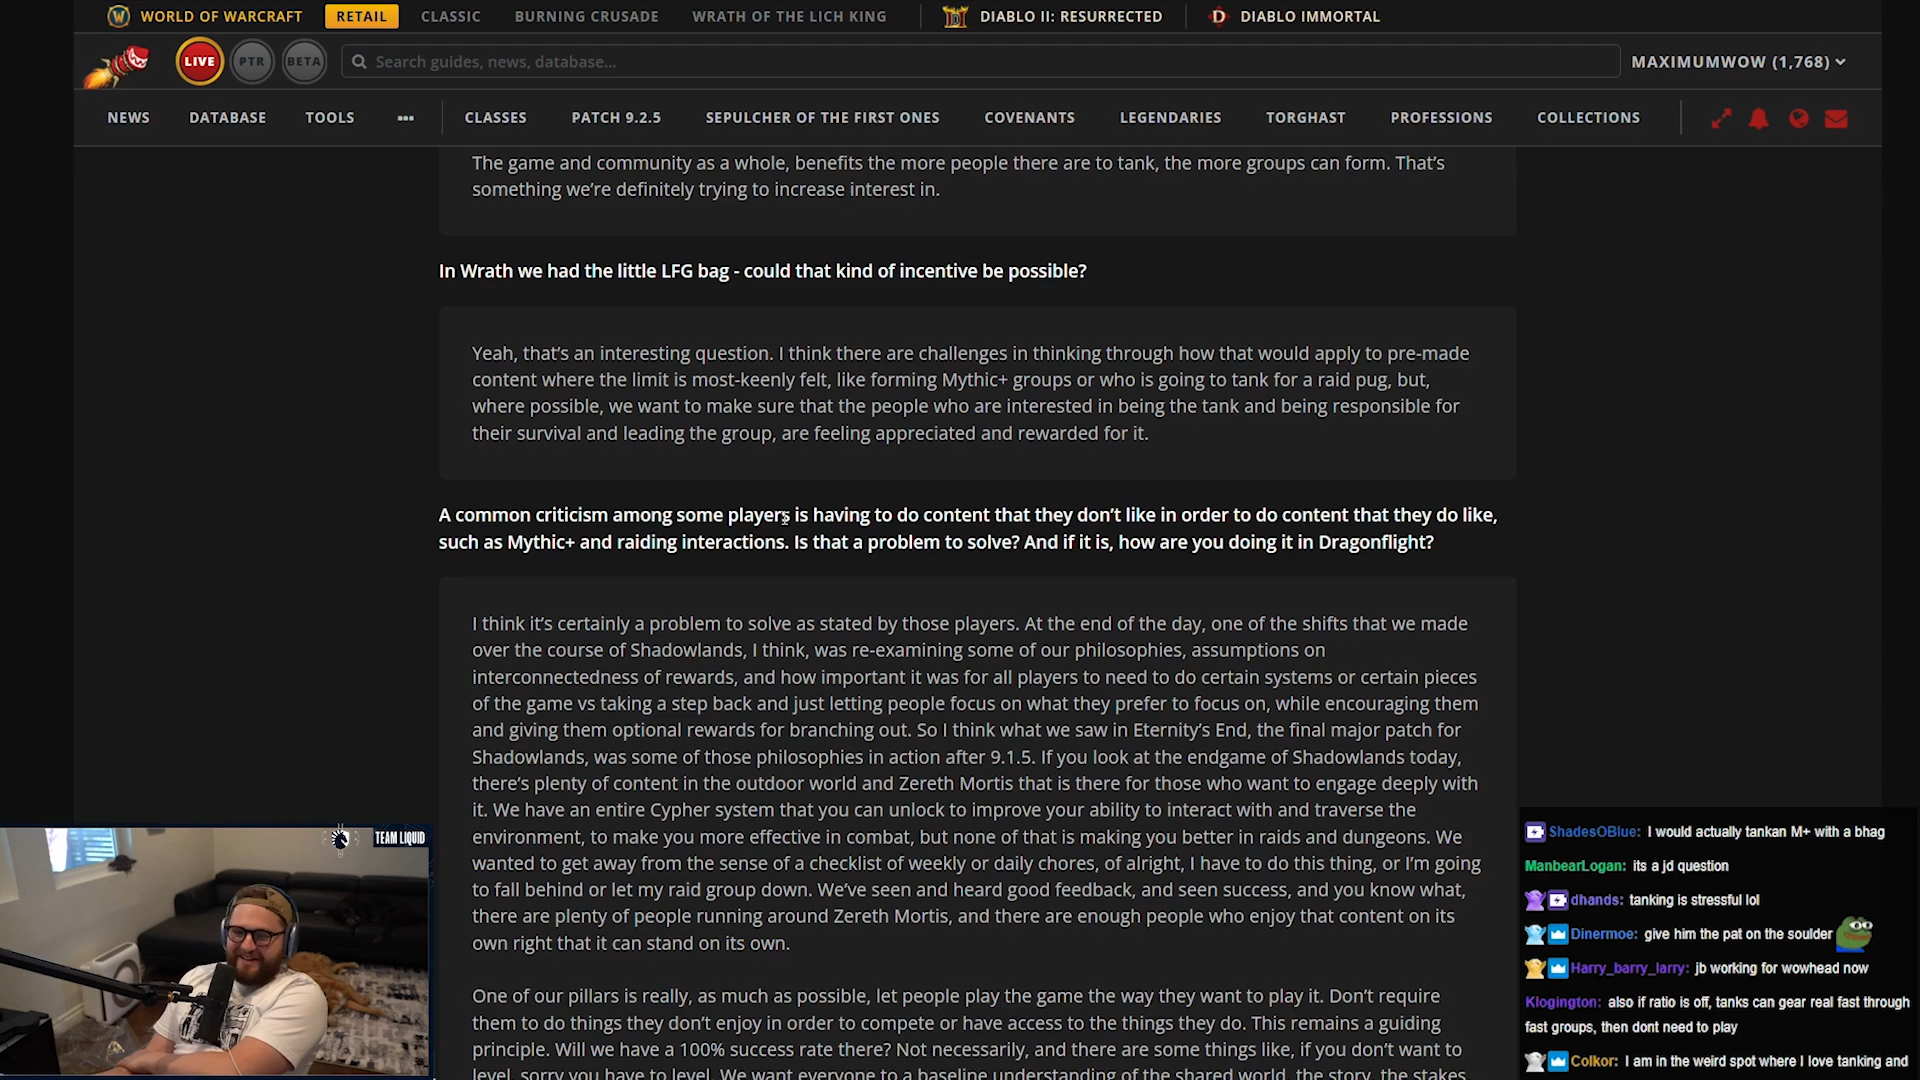 WORLD OF WARCRAFT
RETAIL
CLASSIC
BURNING CRUSADE
WRATH OF THE LICH KING
DIABLO II: RESURRECTED
DIABLO IMMORTAL
LIVE
PTR
BETA
Search guides, news, database...
MAXIMUMWOW (1,768)
NEWS
DATABASE
TOOLS
•••
CLASSES
PATCH 9.2.5
SEPULCHER OF THE FIRST ONES
COVENANTS
LEGENDARIES
TORGHAST
PROFESSIONS
COLLECTIONS
The game and community as a whole, benefits the more people there are to tank, the more groups can form. That's
something we're definitely trying to increase interest in.
In Wrath we had the little LFG bag - could that kind of incentive be possible?
Yeah, that's an interesting question. I think there are challenges in thinking through how that would apply to pre-made
content where the limit is most-keenly felt, like forming Mythic+ groups or who is going to tank for a raid pug, but,
where possible, we want to make sure that the people who are interested in being the tank and being responsible for
their survival and leading the group, are feeling appreciated and rewarded for it.
A common criticism among some players is having to do content that they don't like in order to do content that they do like,
such as Mythic+ and raiding interactions. Is that a problem to solve? And if it is, how are you doing it in Dragonflight?
I think it's certainly a problem to solve as stated by those players. At the end of the day, one of the shifts that we made
over the course of Shadowlands, I think, was re-examining some of our philosophies, assumptions on
interconnectedness of rewards, and how important it was for all players to need to do certain systems or certain pieces
of the game vs taking a step back and just letting people focus on what they prefer to focus on, while encouraging them
and giving them optional rewards for branching out. So I think what we saw in Eternity's End, the final major patch for
Shadowlands, was some of those philosophies in action after 9.1.5. If you look at the endgame of Shadowlands today,
there's plenty of content in the outdoor world and Zereth Mortis that is there for those who want to engage deeply with
it. We have an entire Cypher system that you can unlock to improve your ability to interact with and traverse the
environment, to make you more effective in combat, but none of that is making you better in raids and dungeons. We
wanted to get away from the sense of a checklist of weekly or daily chores, of alright, I have to do this thing, or I'm going
to fall behind or let my raid group down. We've seen and heard good feedback, and seen success, and you know what,
there are plenty of people running around Zereth Mortis, and there are enough people who enjoy that content on its
own right that it can stand on its own.
One of our pillars is really, as much as possible, let people play the game the way they want to play it. Don't require
them to do things they don't enjoy in order to compete or have access to the things they do. This remains a guiding
principle. Will we have a 100% success rate there? Not necessarily, and there are some things like, if you don't want to
level, sorry you have to level. We want everyone to a baseline understanding of the shared world, the story, the stakes
TEAM LIQUID
ShadesOBlue: I would actually tankan M+ with a bhag
ManbearLogan: its a jd question
dhands: tanking is stressful lol
Dinermoe: give him the pat on the soulder
Harry_barry_larry: jb working for wowhead now
Klogington: also if ratio is off, tanks can gear real fast through
fast groups, then dont need to play
Colkor: I am in the weird spot where I love tanking and